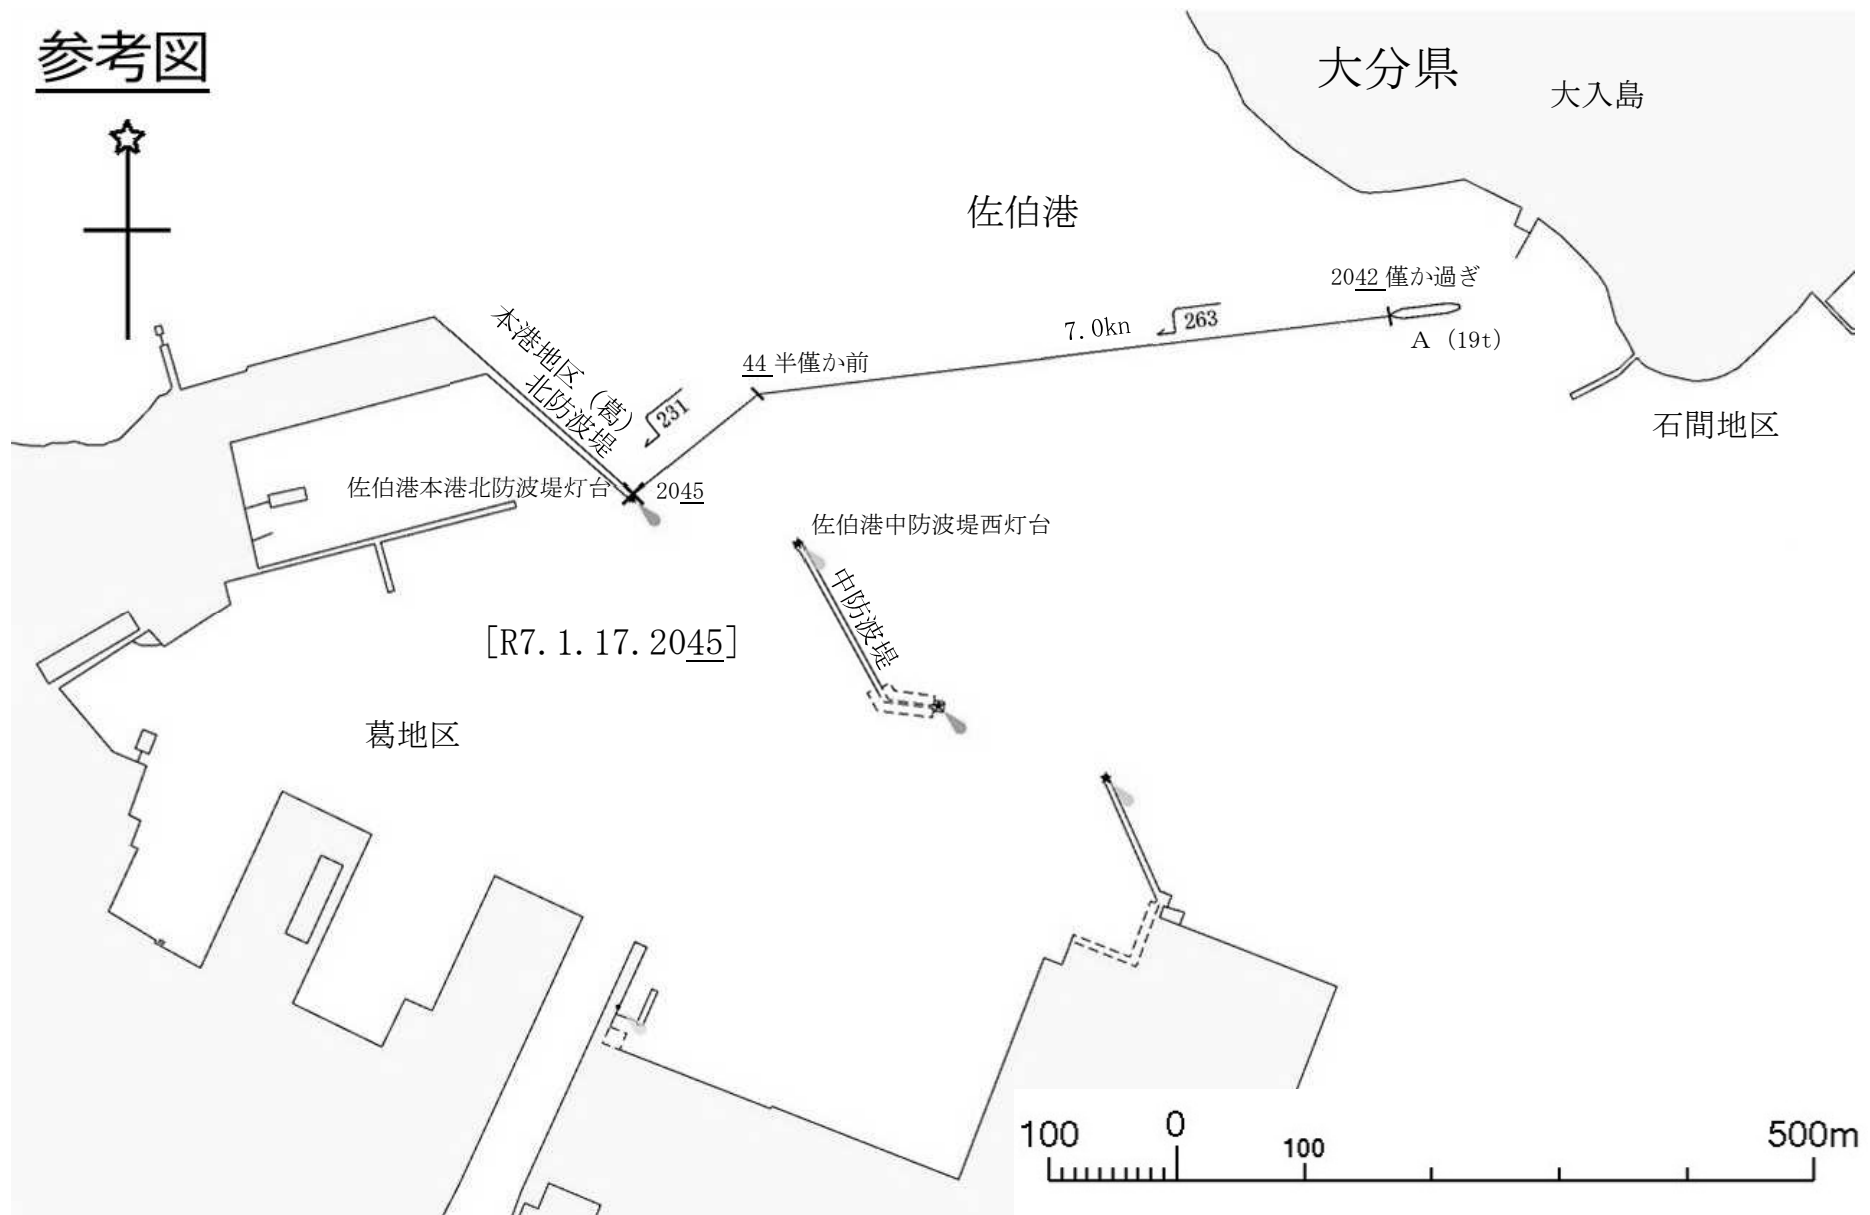 参考図
大分県
大入島
佐伯港
2042 僅か過ぎ
263
7.0kn
A (19t)
44 半僅か前
本港地区(葛)
北防波堤
231
石間地区
佐伯港本港北防波堤灯台
2045
佐伯港中防波堤西灯台
中防波堤
[R7.1.17.2045]
葛地区
100 0 100 500m